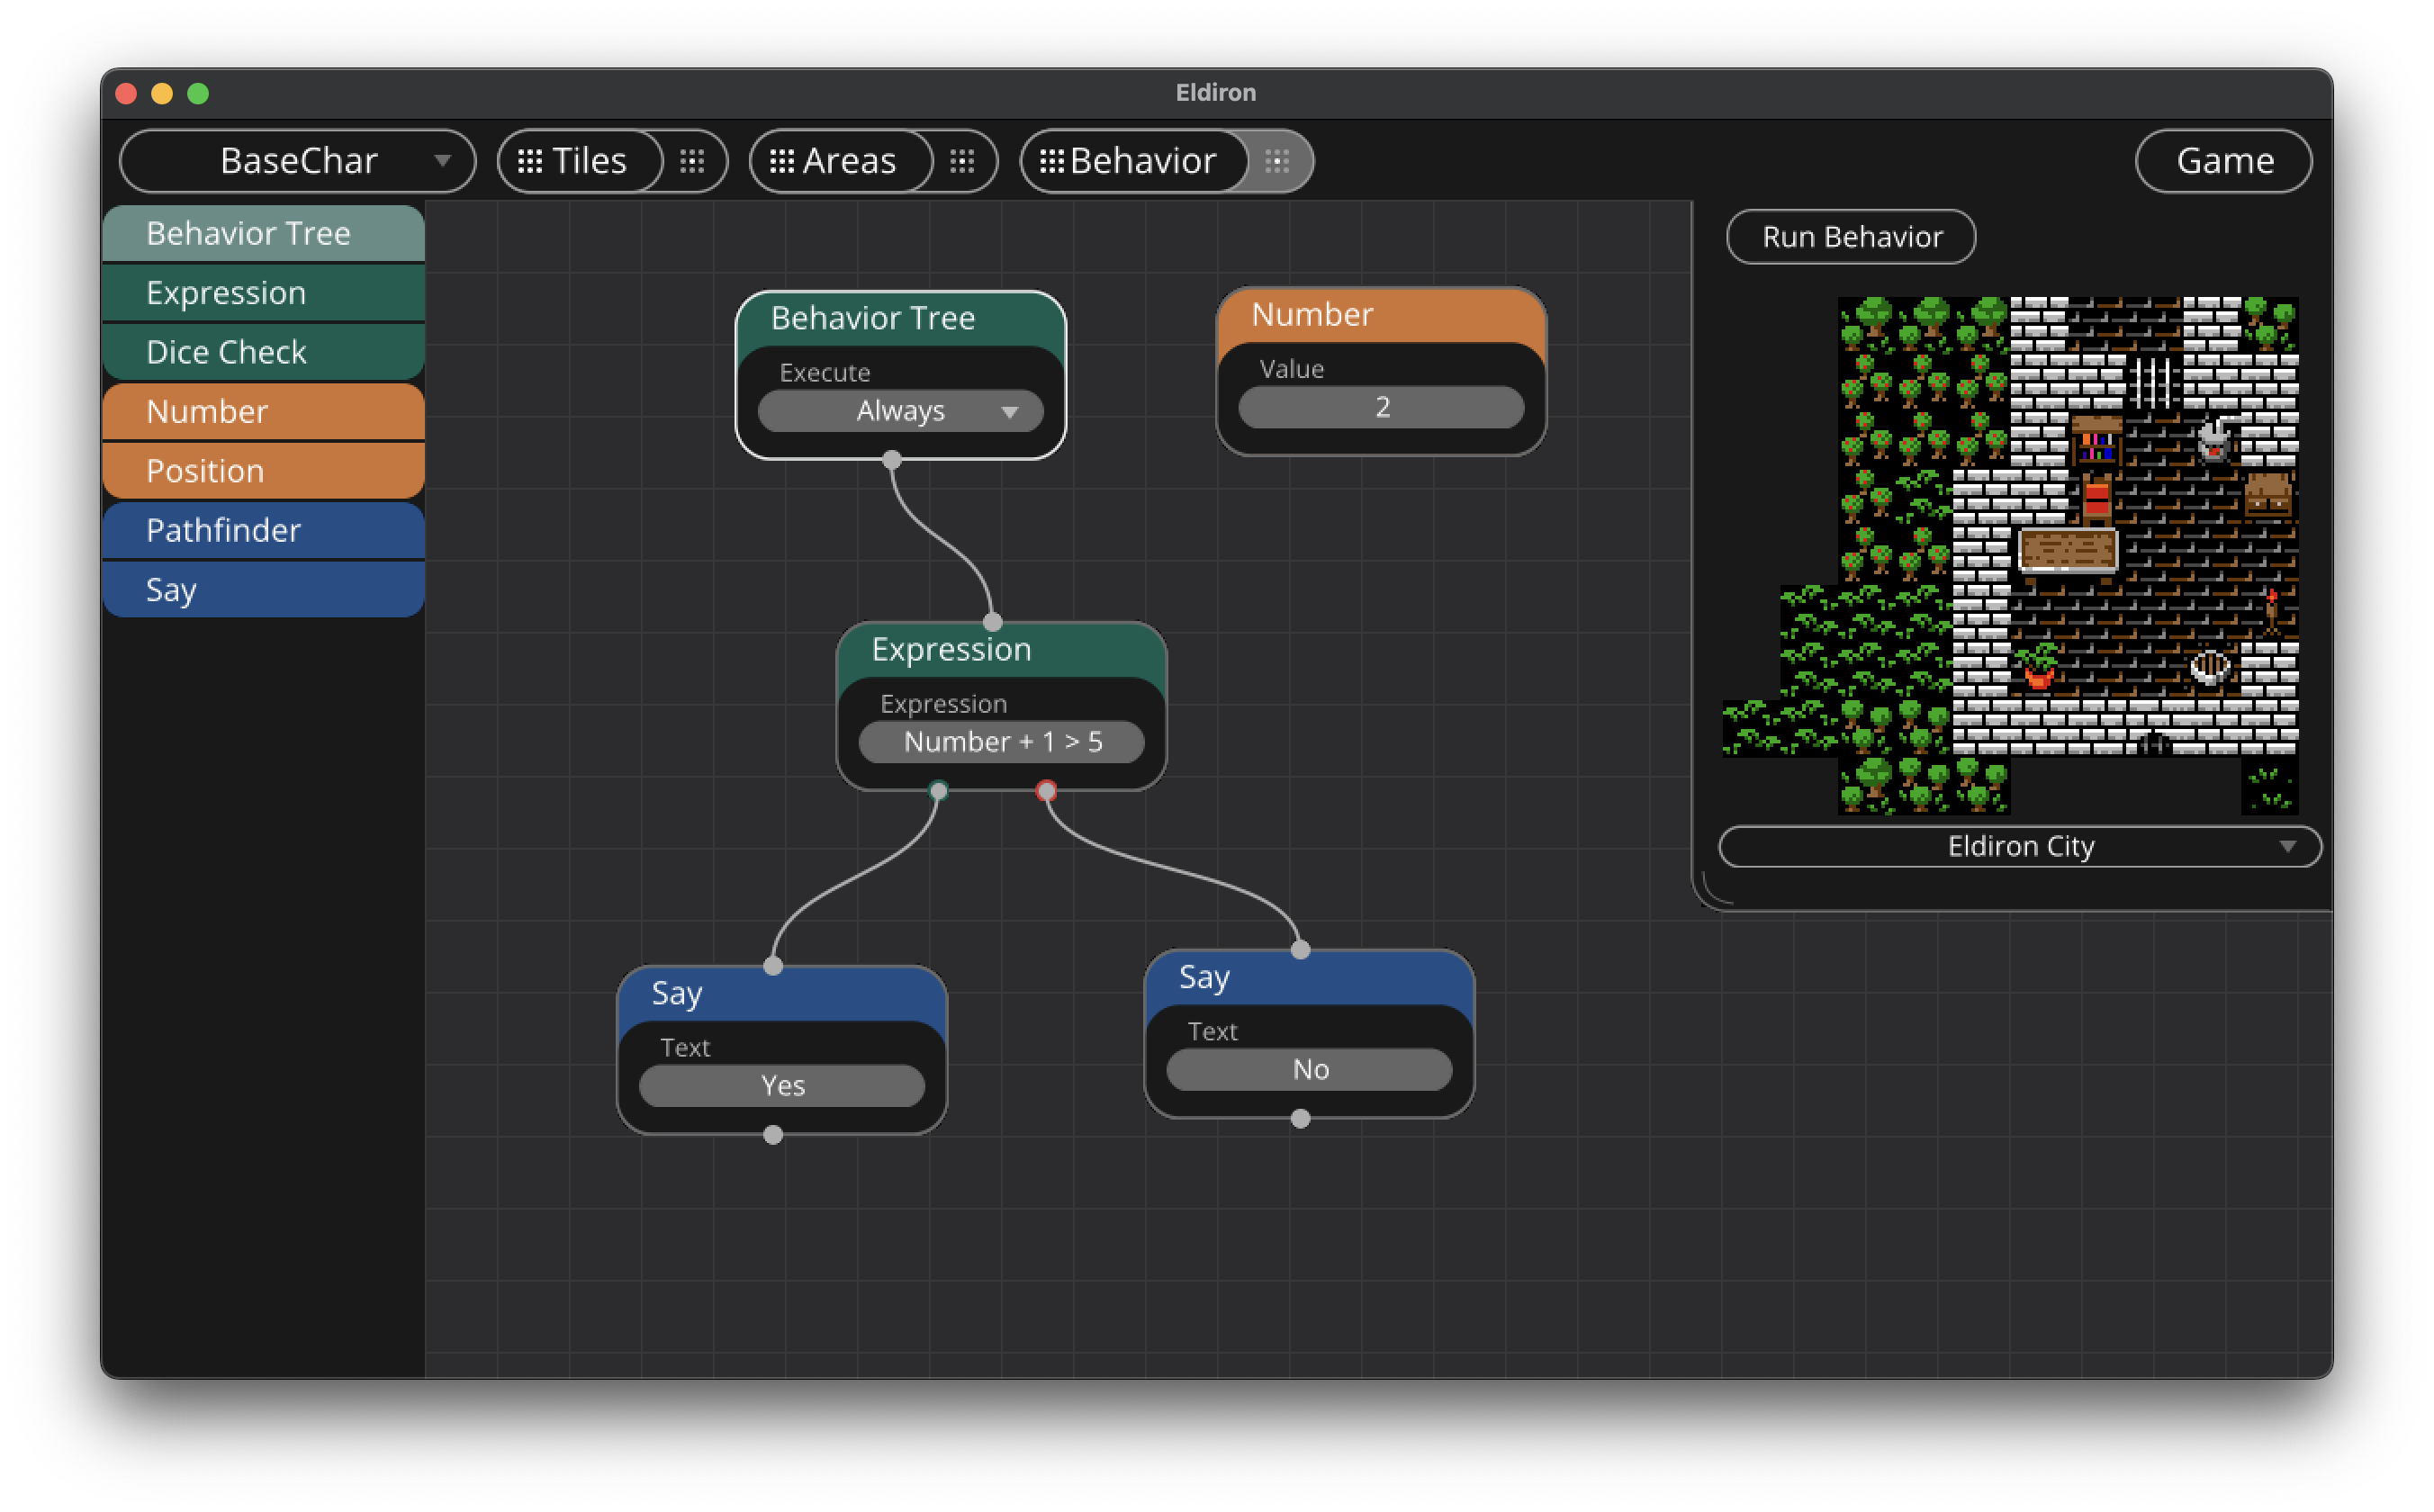 Eldiron
BaseChar
Tiles
Areas
Behavior
Game
Behavior Tree
Expression
Dice Check
Number
Position
Pathfinder
Say
Behavior Tree
Execute
Always
Number
Value
2
Expression
Expression
Number + 1 > 5
Say
Text
Yes
Say
Text
No
Run Behavior
Eldiron City